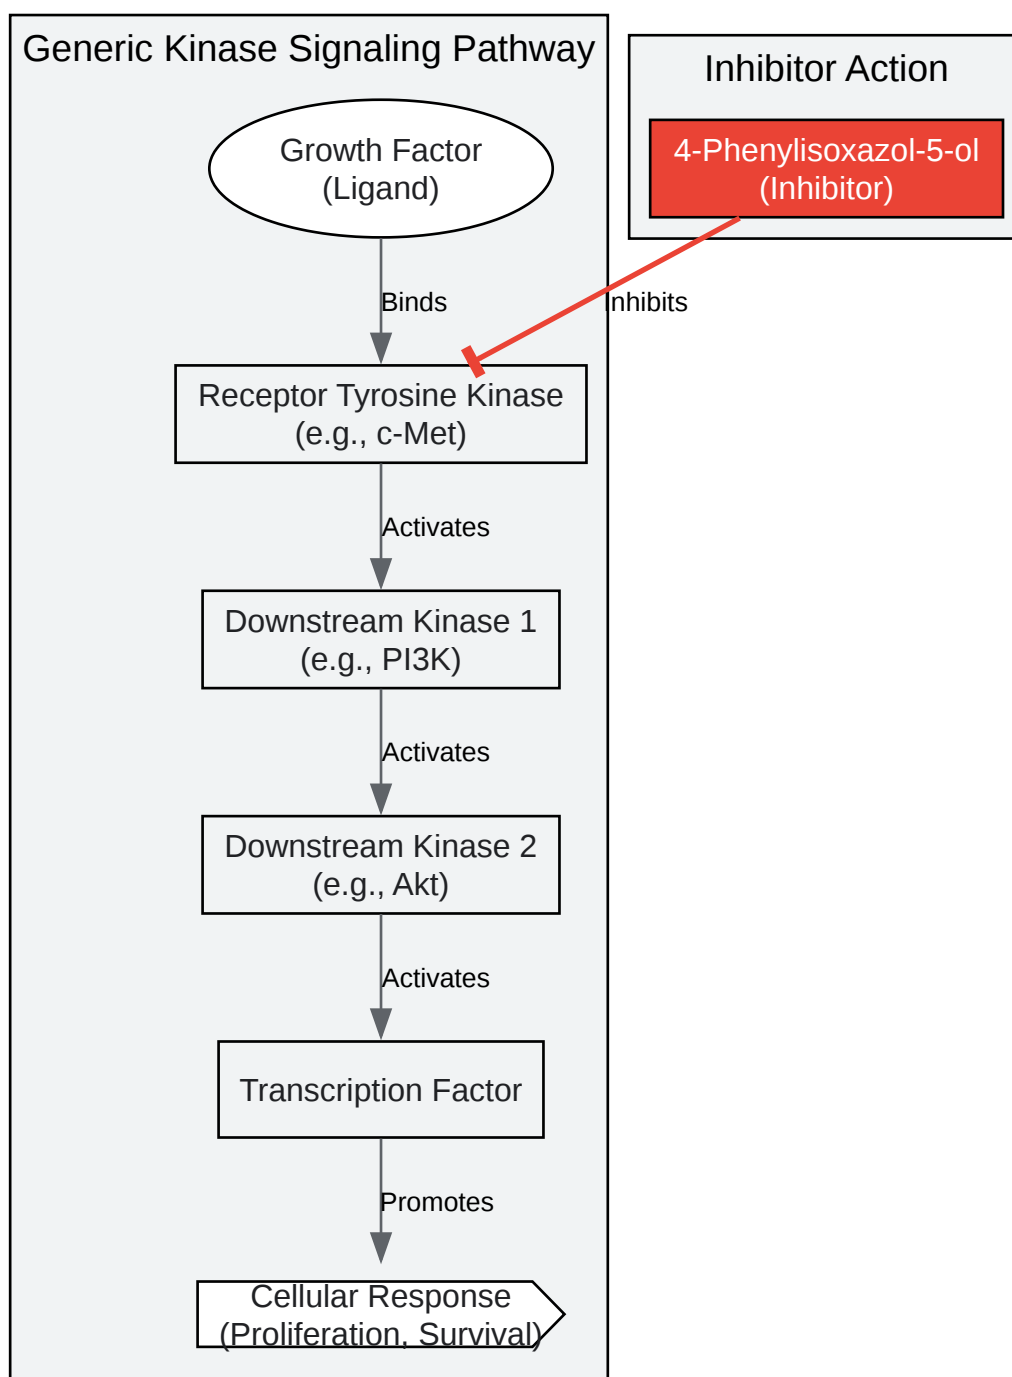 Generic Kinase Signaling Pathway
Inhibitor Action
Growth Factor
(Ligand)
4-Phenylisoxazol-5-ol
(Inhibitor)
Binds
Inhibits
Receptor Tyrosine Kinase
(e.g., c-Met)
Activates
Downstream Kinase 1
(e.g., PI3K)
Activates
Downstream Kinase 2
(e.g., Akt)
Activates
Transcription Factor
Promotes
Cellular Response
(Proliferation, Survival)